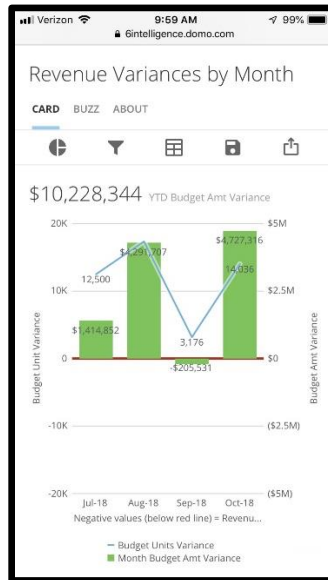 Verizon 9:59 AM 99%
6intelligence.domo.com
Revenue Variances by Month
CARD BUZZ ABOUT
$10,228,344 YTD Budget Amt Variance
20K $5M
$4,727,316
$4,291,707
14,036
12,500
10K $2.5M
3,176
$1,414,852
0 $0
-$205,531
Budget Unit Variance
Budget Amt Variance
-10K ($2.5M)
-20K ($5M)
Jul-18 Aug-18 Sep-18 Oct-18
Negative values (below red line) = Revenu...
Budget Units Variance
Month Budget Amt Variance